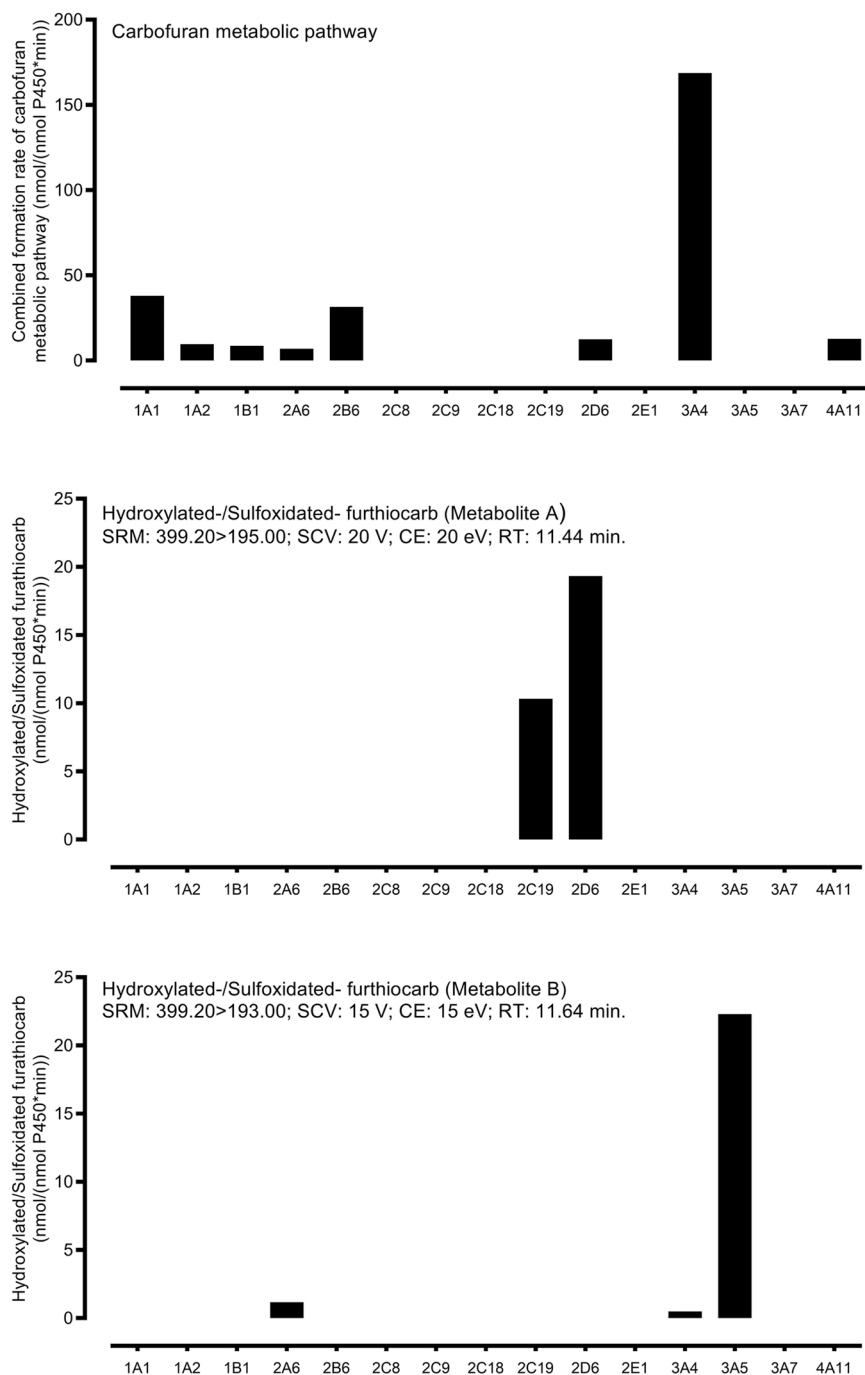 Carbofuran metabolic pathway
Combined formation rate of carbofuran
metabolic pathway (nmol/(nmol P450*min))
200
150
100
50
0
1A1 1A2 1B1 2A6 2B6 2C8 2C9 2C18 2C19 2D6 2E1 3A4 3A5 3A7 4A11
Hydroxylated-/Sulfoxidated- furthiocarb (Metabolite A)
SRM: 399.20>195.00; SCV: 20 V; CE: 20 eV; RT: 11.44 min.
Hydroxylated/Sulfoxidated furathiocarb
(nmol/(nmol P450*min))
25
20
15
10
5
0
1A1 1A2 1B1 2A6 2B6 2C8 2C9 2C18 2C19 2D6 2E1 3A4 3A5 3A7 4A11
Hydroxylated-/Sulfoxidated- furthiocarb (Metabolite B)
SRM: 399.20>193.00; SCV: 15 V; CE: 15 eV; RT: 11.64 min.
Hydroxylated/Sulfoxidated furathiocarb
(nmol/(nmol P450*min))
25
20
15
10
5
0
1A1 1A2 1B1 2A6 2B6 2C8 2C9 2C18 2C19 2D6 2E1 3A4 3A5 3A7 4A11